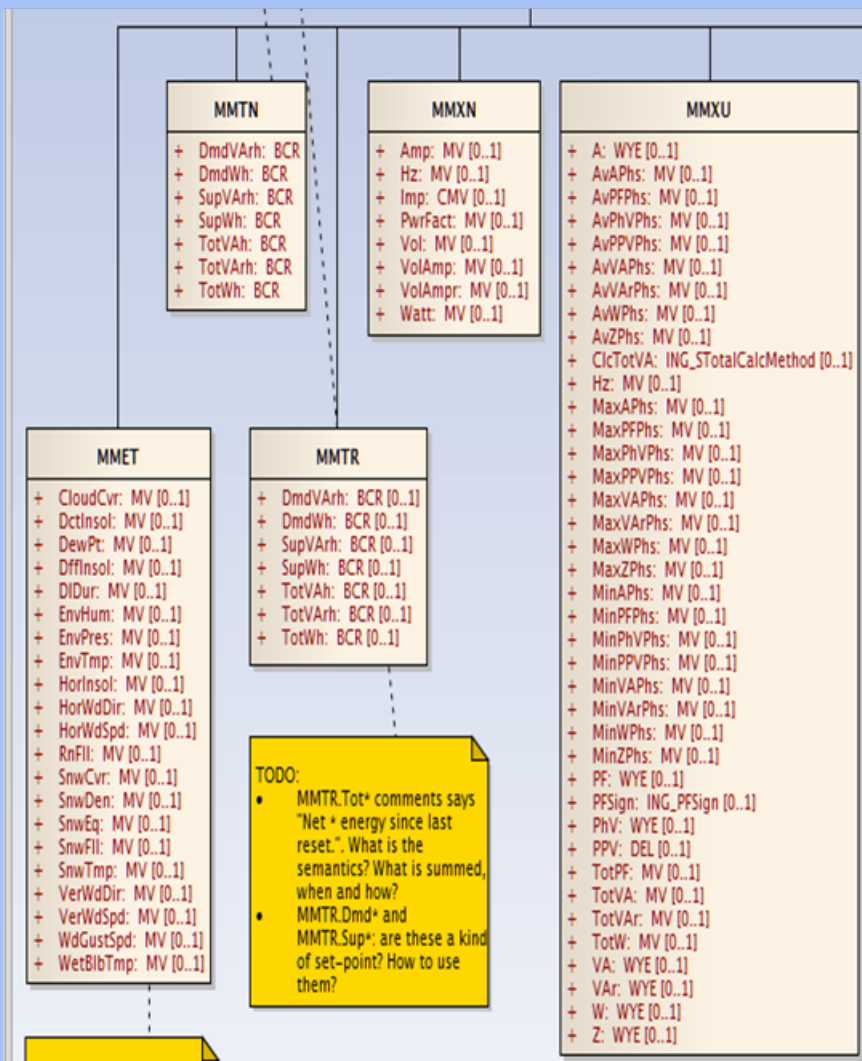 MMTN
+ DmdVArh: BCR
+ DmdWh: BCR
+ SupVArh: BCR
+ SupWh: BCR
+ TotVAh: BCR
+ TotVArh: BCR
+ TotWh: BCR
MMXN
+ Amp: MV [0..1]
+ Hz: MV [0..1]
+ Imp: CMV [0..1]
+ PwrFact: MV [0..1]
+ Vol: MV [0..1]
+ VolAmp: MV [0..1]
+ VolAmpr: MV [0..1]
+ Watt: MV [0..1]
MMXU
+ A: WYE [0..1]
+ AvAPhs: MV [0..1]
+ AvPFPhs: MV [0..1]
+ AvPhVPhs: MV [0..1]
+ AvPPVPhs: MV [0..1]
+ AvVAPhs: MV [0..1]
+ AvVArPhs: MV [0..1]
+ AvWPhs: MV [0..1]
+ AvZPhs: MV [0..1]
+ ClcTotVA: ING_STotalCalcMethod [0..1]
+ Hz: MV [0..1]
+ MaxAPhs: MV [0..1]
+ MaxPFPhs: MV [0..1]
+ MaxPhVPhs: MV [0..1]
+ MaxPPVPhs: MV [0..1]
+ MaxVAPhs: MV [0..1]
+ MaxVArPhs: MV [0..1]
+ MaxWPhs: MV [0..1]
+ MaxZPhs: MV [0..1]
+ MinAPhs: MV [0..1]
+ MinPFPhs: MV [0..1]
+ MinPhVPhs: MV [0..1]
+ MinPPVPhs: MV [0..1]
+ MinVAPhs: MV [0..1]
+ MinVArPhs: MV [0..1]
+ MinWPhs: MV [0..1]
+ MinZPhs: MV [0..1]
+ PF: WYE [0..1]
+ PFSign: ING_PFSign [0..1]
+ PhV: WYE [0..1]
+ PPV: DEL [0..1]
+ TotPF: MV [0..1]
+ TotVA: MV [0..1]
+ TotVAr: MV [0..1]
+ TotW: MV [0..1]
+ VA: WYE [0..1]
+ VAr: WYE [0..1]
+ W: WYE [0..1]
+ Z: WYE [0..1]
MMET
+ CloudCvr: MV [0..1]
+ DctInsol: MV [0..1]
+ DewPt: MV [0..1]
+ DffInsol: MV [0..1]
+ DlDur: MV [0..1]
+ EnvHum: MV [0..1]
+ EnvPres: MV [0..1]
+ EnvTmp: MV [0..1]
+ HorInsol: MV [0..1]
+ HorWdDir: MV [0..1]
+ HorWdSpd: MV [0..1]
+ RnFll: MV [0..1]
+ SnwCvr: MV [0..1]
+ SnwDen: MV [0..1]
+ SnwEq: MV [0..1]
+ SnwFll: MV [0..1]
+ SnwTmp: MV [0..1]
+ VerWdDir: MV [0..1]
+ VerWdSpd: MV [0..1]
+ WdGustSpd: MV [0..1]
+ WetBlbTmp: MV [0..1]
MMTR
+ DmdVArh: BCR [0..1]
+ DmdWh: BCR [0..1]
+ SupVArh: BCR [0..1]
+ SupWh: BCR [0..1]
+ TotVAh: BCR [0..1]
+ TotVArh: BCR [0..1]
+ TotWh: BCR [0..1]
TODO:
• MMTR.Tot* comments says
"Net * energy since last
reset.". What is the
semantics? What is summed,
when and how?
• MMTR.Dmd* and
MMTR.Sup*: are these a kind
of set-point? How to use
them?